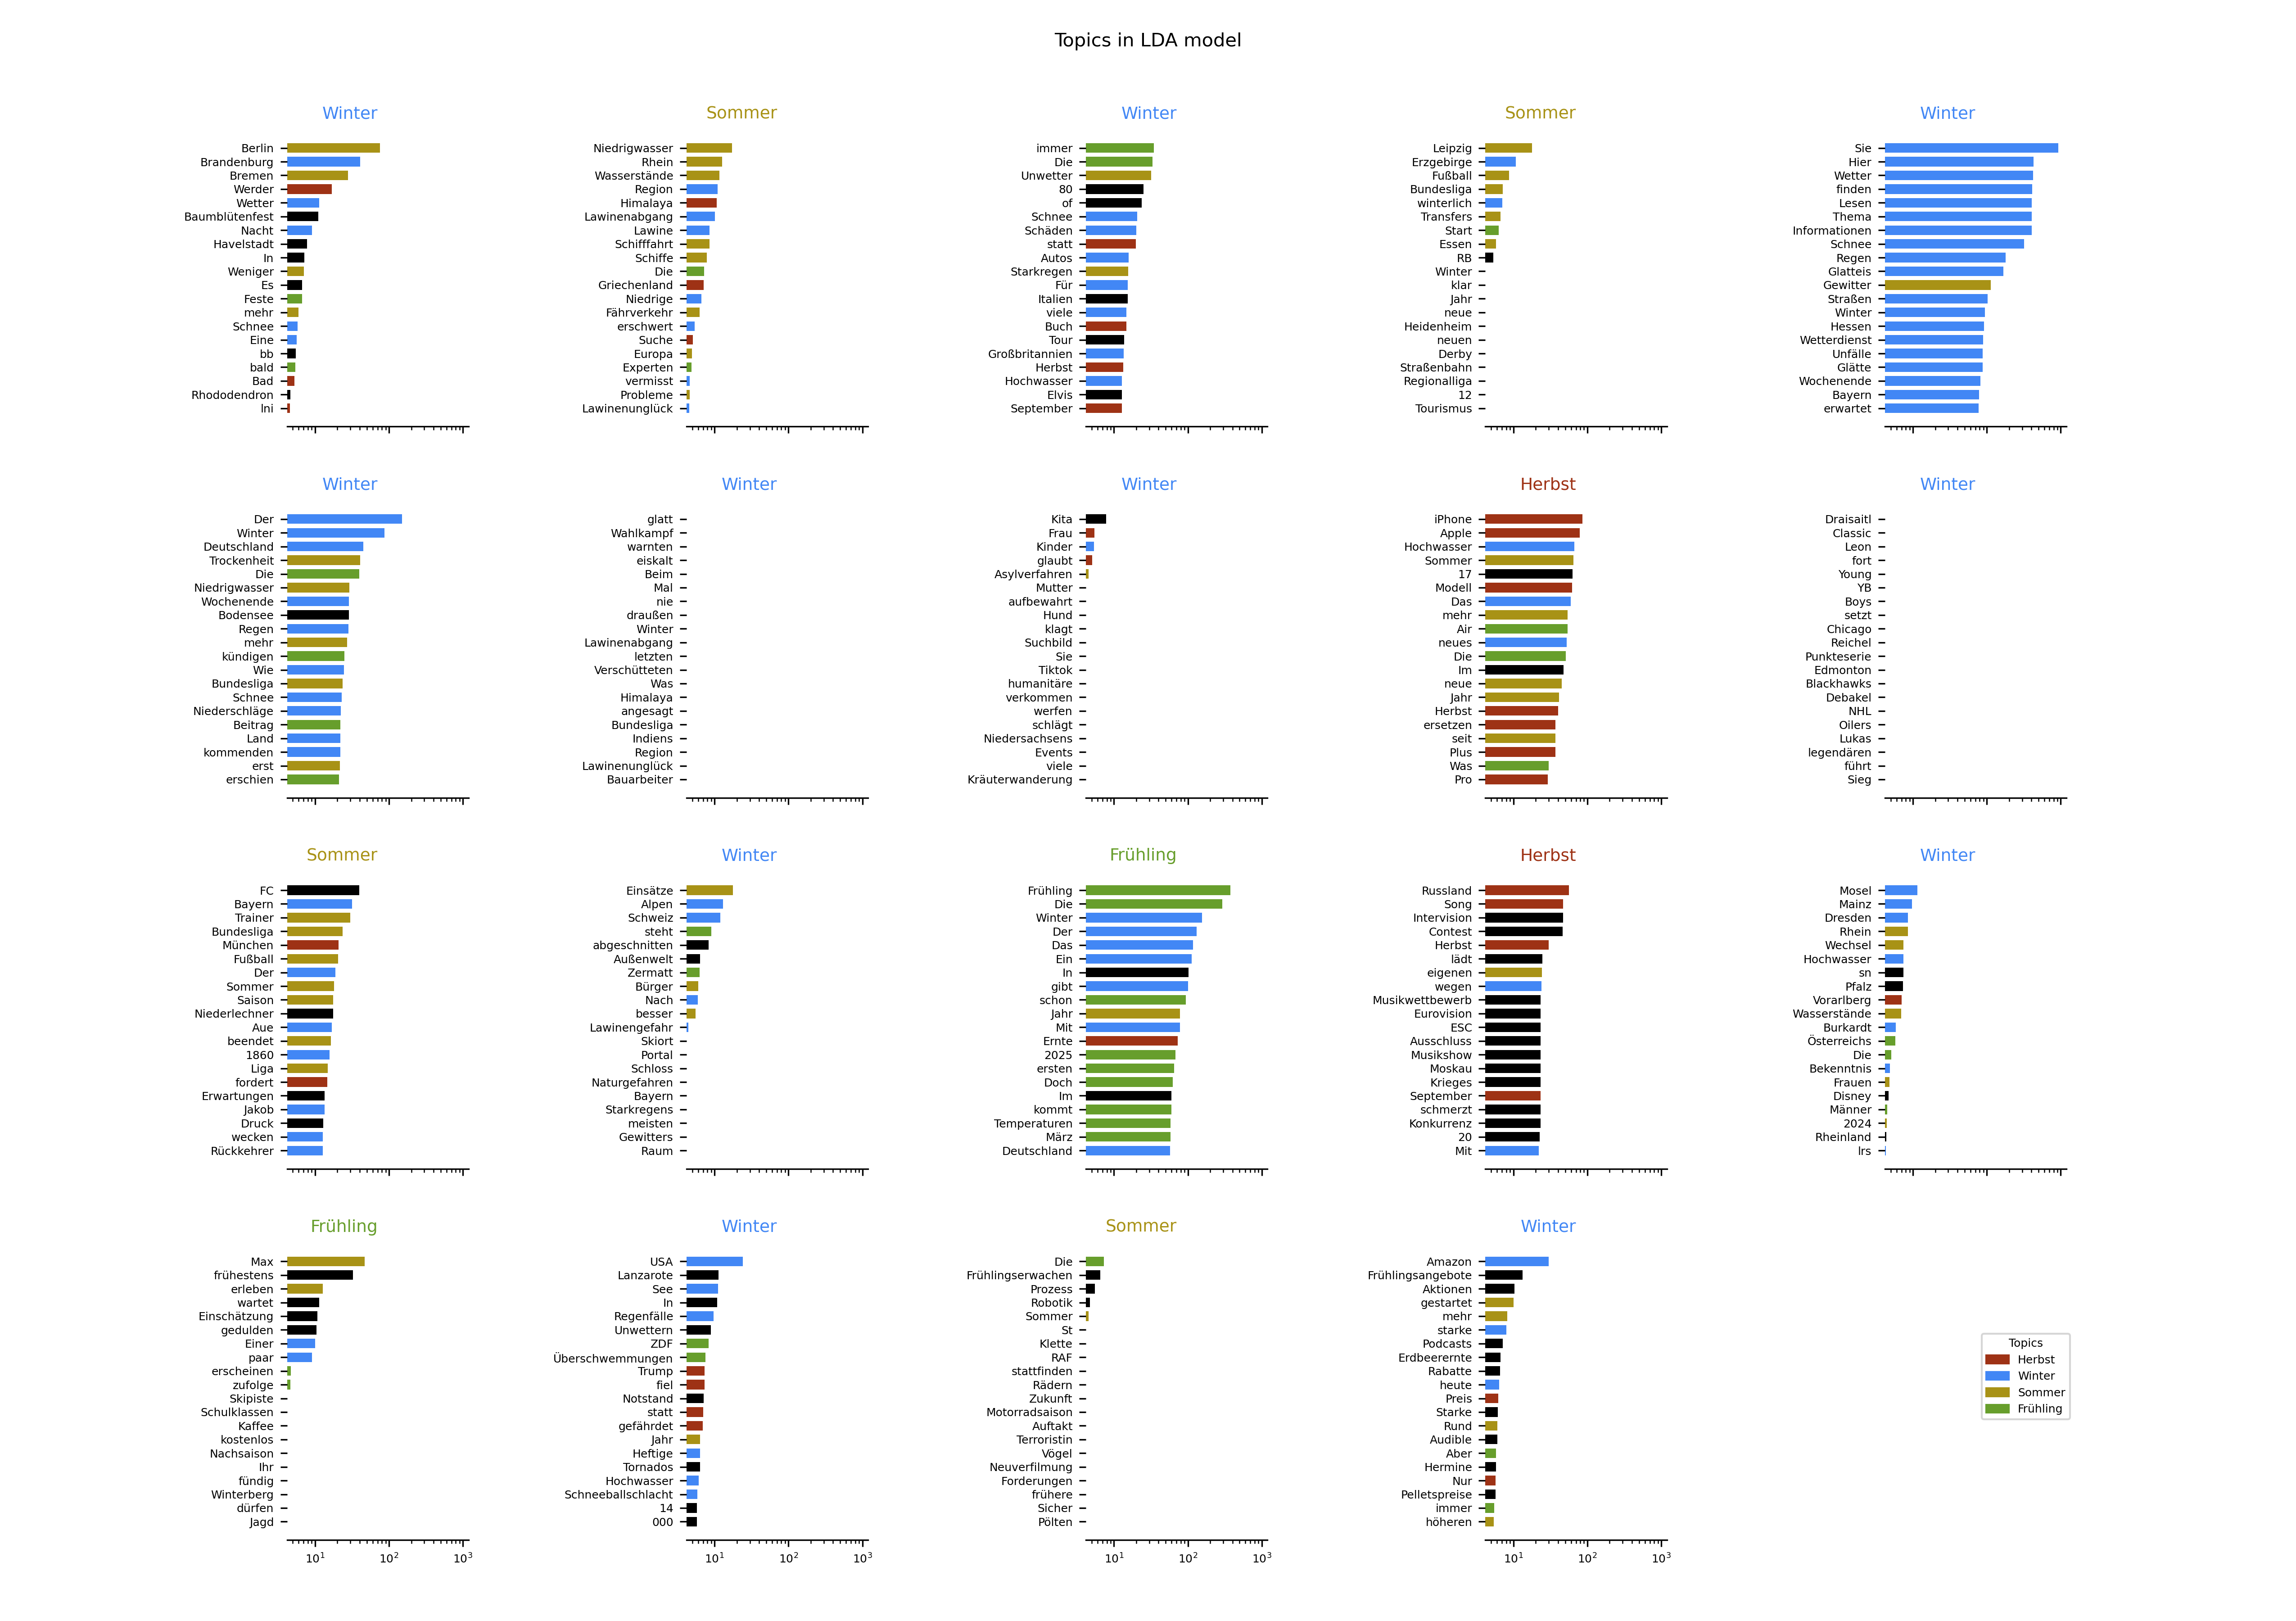 Topics in LDA model
Winter
Berlin
Brandenburg
Bremen
Werder
Wetter
Baumblütenfest
Nacht
Havelstadt
In
Weniger
Es
Feste
mehr
Schnee
Eine
bb
bald
Bad
Rhododendron
Ini
Sommer
Niedrigwasser
Rhein
Wasserstände
Region
Himalaya
Lawinenabgang
Lawine
Schifffahrt
Schiffe
Die
Griechenland
Niedrige
Fährverkehr
erschwert
Suche
Europa
Experten
vermisst
Probleme
Lawinenunglück
Winter
immer
Die
Unwetter
80
of
Schnee
Schäden
statt
Autos
Starkregen
Für
Italien
viele
Buch
Tour
Großbritannien
Herbst
Hochwasser
Elvis
September
Sommer
Leipzig
Erzgebirge
Fußball
Bundesliga
winterlich
Transfers
Start
Essen
RB
Winter
klar
Jahr
neue
Heidenheim
neuen
Derby
Straßenbahn
Regionalliga
12
Tourismus
Winter
Sie
Hier
Wetter
finden
Lesen
Thema
Informationen
Schnee
Regen
Glatteis
Gewitter
Straßen
Winter
Hessen
Wetterdienst
Unfälle
Glätte
Wochenende
Bayern
erwartet
Winter
Der
Winter
Deutschland
Trockenheit
Die
Niedrigwasser
Wochenende
Bodensee
Regen
mehr
kündigen
Wie
Bundesliga
Schnee
Niederschläge
Beitrag
Land
kommenden
erst
erschien
Winter
glatt
Wahlkampf
warnten
eiskalt
Beim
Mal
nie
draußen
Winter
Lawinenabgang
letzten
Verschütteten
Was
Himalaya
angesagt
Bundesliga
Indiens
Region
Lawinenunglück
Bauarbeiter
Winter
Kita
Frau
Kinder
glaubt
Asylverfahren
Mutter
aufbewahrt
Hund
klagt
Suchbild
Sie
Tiktok
humanitäre
verkommen
werfen
schlägt
Niedersachsens
Events
viele
Kräuterwanderung
Herbst
iPhone
Apple
Hochwasser
Sommer
17
Modell
Das
mehr
Air
neues
Die
Im
neue
Jahr
Herbst
ersetzen
seit
Plus
Was
Pro
Winter
Draisaitl
Classic
Leon
fort
Young
YB
Boys
setzt
Chicago
Reichel
Punkteserie
Edmonton
Blackhawks
Debakel
NHL
Oilers
Lukas
legendären
führt
Sieg
Sommer
FC
Bayern
Trainer
Bundesliga
München
Fußball
Der
Sommer
Saison
Niederlechner
Aue
beendet
1860
Liga
fordert
Erwartungen
Jakob
Druck
wecken
Rückkehrer
Winter
Einsätze
Alpen
Schweiz
steht
abgeschnitten
Außenwelt
Zermatt
Bürger
Nach
besser
Lawinengefahr
Skiort
Portal
Schloss
Naturgefahren
Bayern
Starkregens
meisten
Gewitters
Raum
Frühling
Frühling
Die
Winter
Der
Das
Ein
In
gibt
schon
Jahr
Mit
Ernte
2025
ersten
Doch
Im
kommt
Temperaturen
März
Deutschland
Herbst
Russland
Song
Intervision
Contest
Herbst
lädt
eigenen
wegen
Musikwettbewerb
Eurovision
ESC
Ausschluss
Musikshow
Moskau
Krieges
September
schmerzt
Konkurrenz
20
Mit
Winter
Mosel
Mainz
Dresden
Rhein
Wechsel
Hochwasser
sn
Pfalz
Vorarlberg
Wasserstände
Burkardt
Österreichs
Die
Bekenntnis
Frauen
Disney
Männer
2024
Rheinland
Irs
Frühling
Max
frühestens
erleben
wartet
Einschätzung
gedulden
Einer
paar
erscheinen
zufolge
Skipiste
Schulklassen
Kaffee
kostenlos
Nachsaison
Ihr
fündig
Winterberg
dürfen
Jagd
10¹ 10² 10³
Winter
USA
Lanzarote
See
In
Regenfälle
Unwettern
ZDF
Überschwemmungen
Trump
fiel
Notstand
statt
gefährdet
Jahr
Heftige
Tornados
Hochwasser
Schneeballschlacht
14
000
10¹ 10² 10³
Sommer
Die
Frühlingserwachen
Prozess
Robotik
Sommer
St
Klette
RAF
stattfinden
Rädern
Zukunft
Motorradsaison
Auftakt
Terroristin
Vögel
Neuverfilmung
Forderungen
frühere
Sicher
Pölten
10¹ 10² 10³
Winter
Amazon
Frühlingsangebote
Aktionen
gestartet
mehr
starke
Podcasts
Erdbeerernte
Rabatte
heute
Preis
Starke
Rund
Audible
Aber
Hermine
Nur
Pelletspreise
immer
höheren
10¹ 10² 10³
Topics
Herbst
Winter
Sommer
Frühling